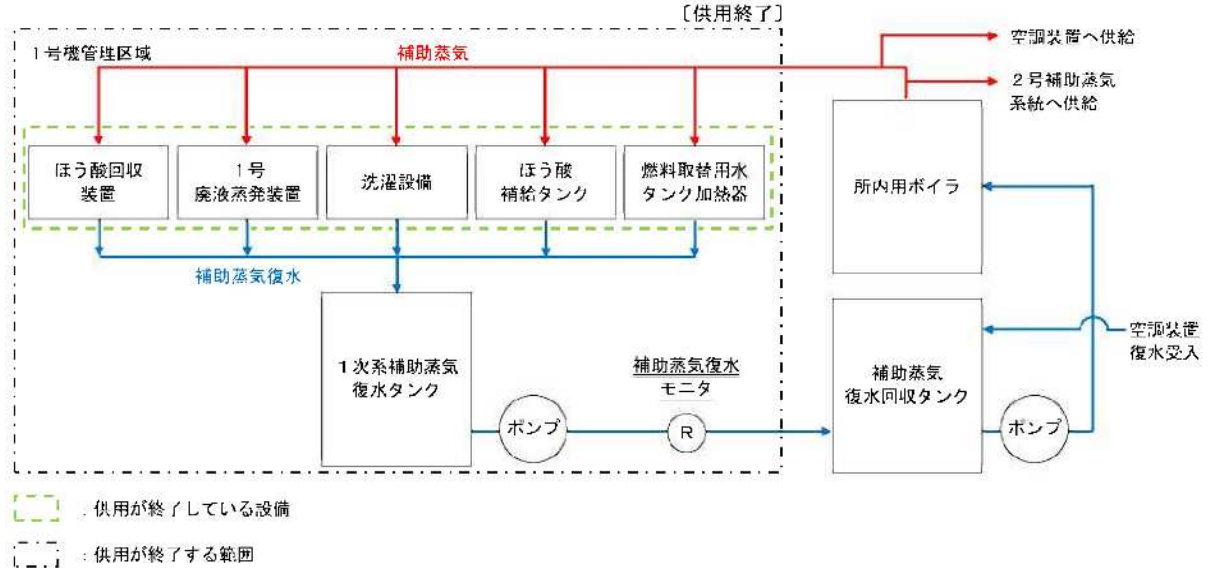 〔供用終了〕
1号機管理区域
補助蒸気
空調装置へ供給
2号補助蒸気
系統へ供給
ほう酸回収
装置
1号
廃液蒸発装置
洗濯設備
ほう酸
補給タンク
燃料取替用水
タンク加熱器
所内用ボイラ
補助蒸気復水
1次系補助蒸気
復水タンク
ポンプ
補助蒸気復水
モニタ
R
補助蒸気
復水回収タンク
ポンプ
空調装置
復水受入
：供用が終了している設備
：供用が終了する範囲